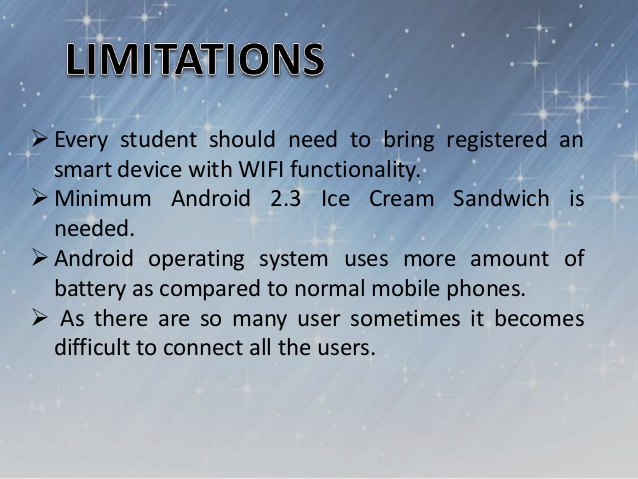 LIMITATIONS
➢ Every student should need to bring registered an
smart device with WIFI functionality.
➢ Minimum Android 2.3 Ice Cream Sandwich is
needed.
➢ Android operating system uses more amount of
battery as compared to normal mobile phones.
➢ As there are so many user sometimes it becomes
difficult to connect all the users.